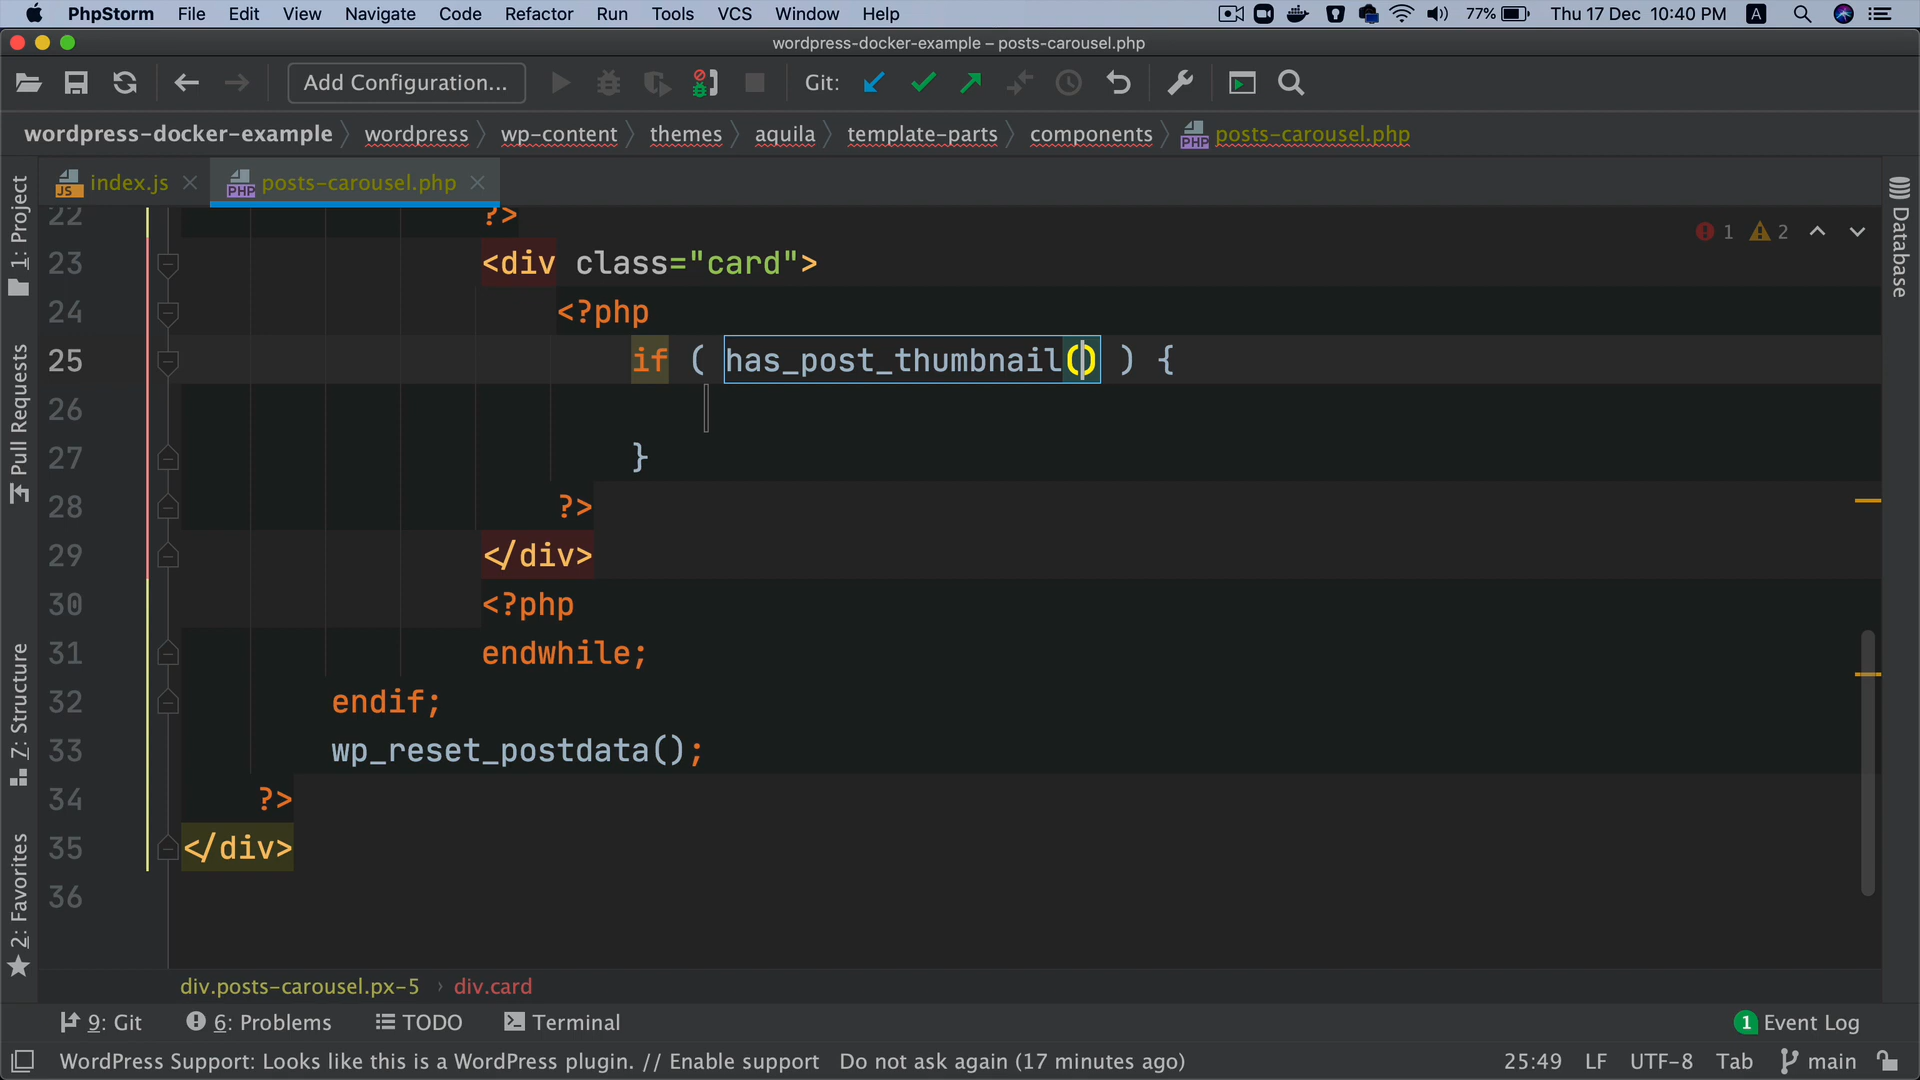 PhpStorm File Edit View Navigate Code Refactor Run Tools VCS Window Help 77% Thu 17 Dec 10:40 PM A
wordpress-docker-example – posts-carousel.php
Add Configuration... Git:
wordpress-docker-example wordpress wp-content themes aquila template-parts components PHP posts-carousel.php
JS index.js PHP posts-carousel.php
1: Project
Pull Requests
Z: Structure
2: Favorites
Database
1 2
22 ?>
23 <div class="card">
24 <?php
25 if ( has_post_thumbnail() ) {
26
27 }
28 ?>
29 </div>
30 <?php
31 endwhile;
32 endif;
33 wp_reset_postdata();
34 ?>
35 </div>
36
div.posts-carousel.px-5 › div.card
9: Git 6: Problems TODO Terminal 1 Event Log
WordPress Support: Looks like this is a WordPress plugin. // Enable support Do not ask again (17 minutes ago) 25:49 LF UTF-8 Tab main